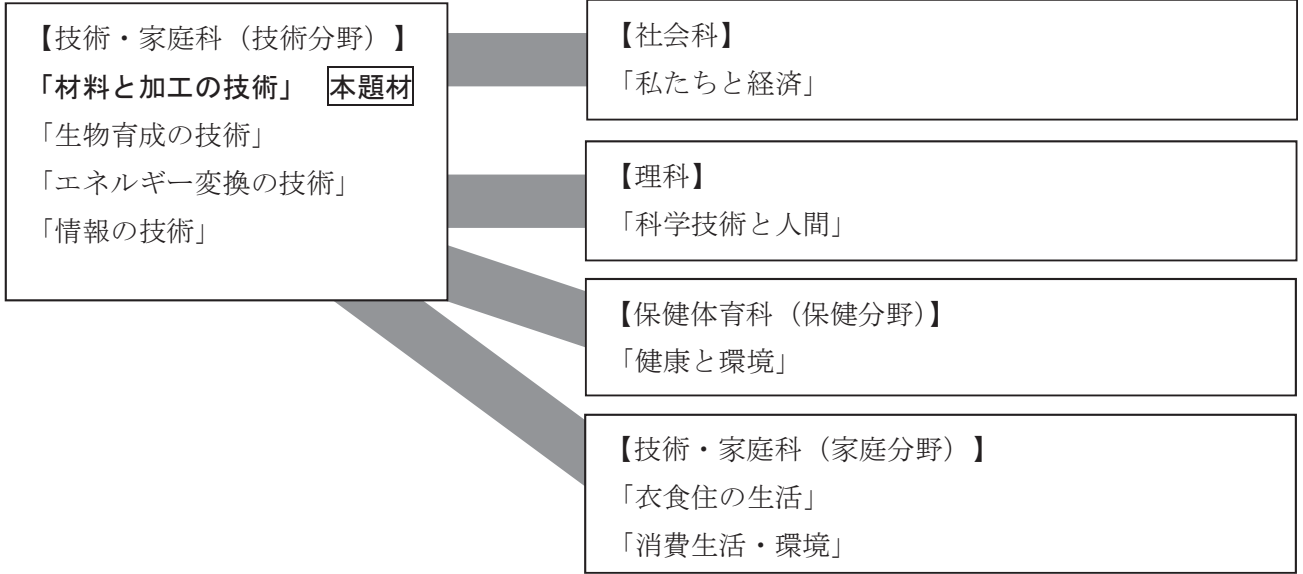 【技術・家庭科（技術分野）】
「材料と加工の技術」 本題材
「生物育成の技術」
「エネルギー変換の技術」
「情報の技術」
【社会科】
「私たちと経済」
【理科】
「科学技術と人間」
【保健体育科（保健分野）】
「健康と環境」
【技術・家庭科（家庭分野）】
「衣食住の生活」
「消費生活・環境」